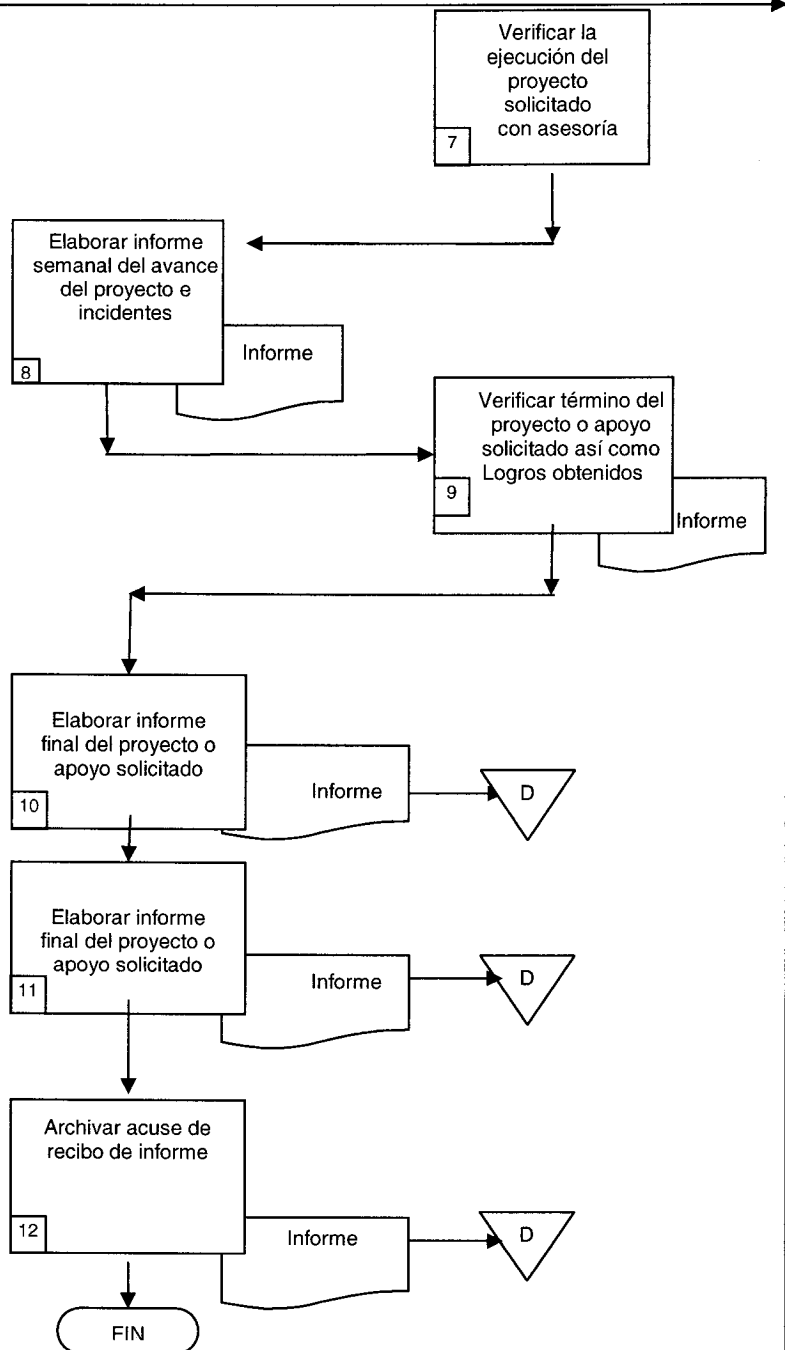 Verificar la
ejecución del
proyecto
solicitado
con asesoría
7
Elaborar informe
semanal del avance
del proyecto e
incidentes
8
Informe
Verificar término del
proyecto o apoyo
solicitado así como
Logros obtenidos
9
Informe
Elaborar informe
final del proyecto o
apoyo solicitado
10
Informe
D
Elaborar informe
final del proyecto o
apoyo solicitado
11
Informe
D
Archivar acuse de
recibo de informe
12
Informe
D
FIN